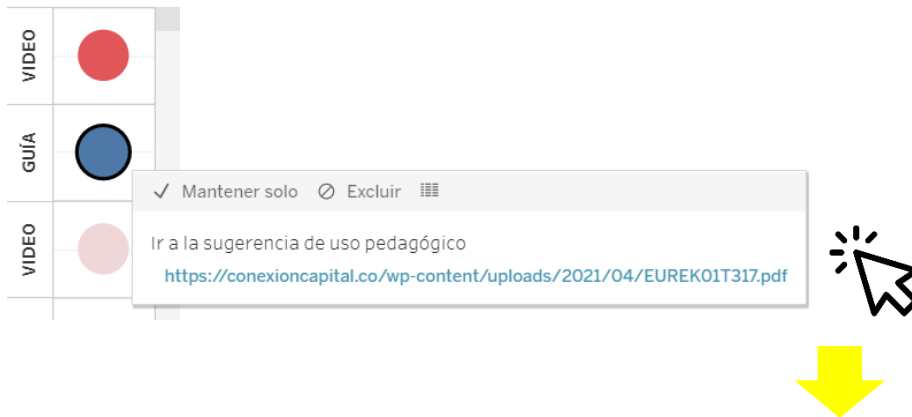 VIDEO
GUÍA
VIDEO
Mantener solo Excluir
Ir a la sugerencia de uso pedagógico
https://conexioncapital.co/wp-content/uploads/2021/04/EUREK01T317.pdf